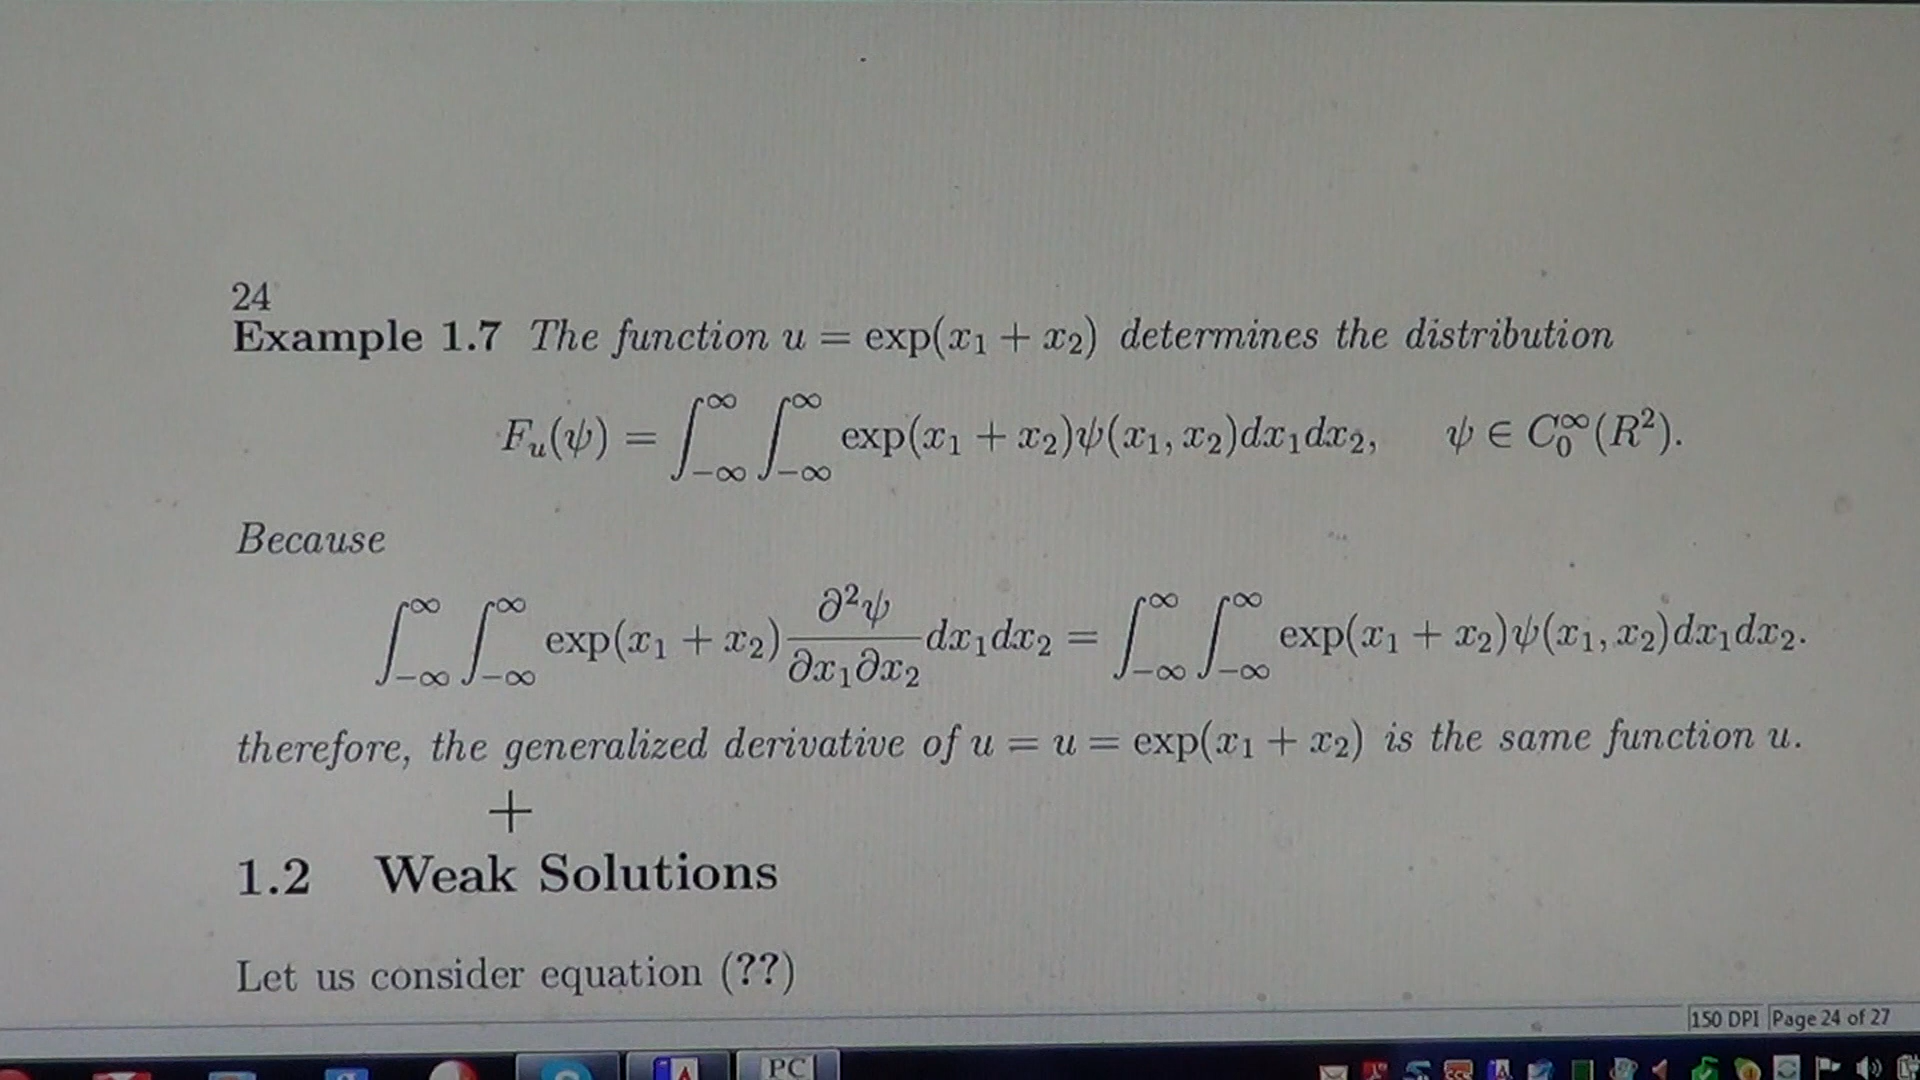 24
Example 1.7 The function u = exp(x₁ + x₂) determines the distribution
F_u(ψ) = ∫_{-∞}^{∞} ∫_{-∞}^{∞} exp(x₁ + x₂)ψ(x₁, x₂)dx₁dx₂, ψ ∈ C₀^∞(R²).
Because
∫_{-∞}^{∞} ∫_{-∞}^{∞} exp(x₁ + x₂) ∂²ψ/∂x₁∂x₂ dx₁dx₂ = ∫_{-∞}^{∞} ∫_{-∞}^{∞} exp(x₁ + x₂)ψ(x₁, x₂)dx₁dx₂.
therefore, the generalized derivative of u = u = exp(x₁ + x₂) is the same function u.
+
1.2 Weak Solutions
Let us consider equation (??)
150 DPI Page 24 of 27
PC